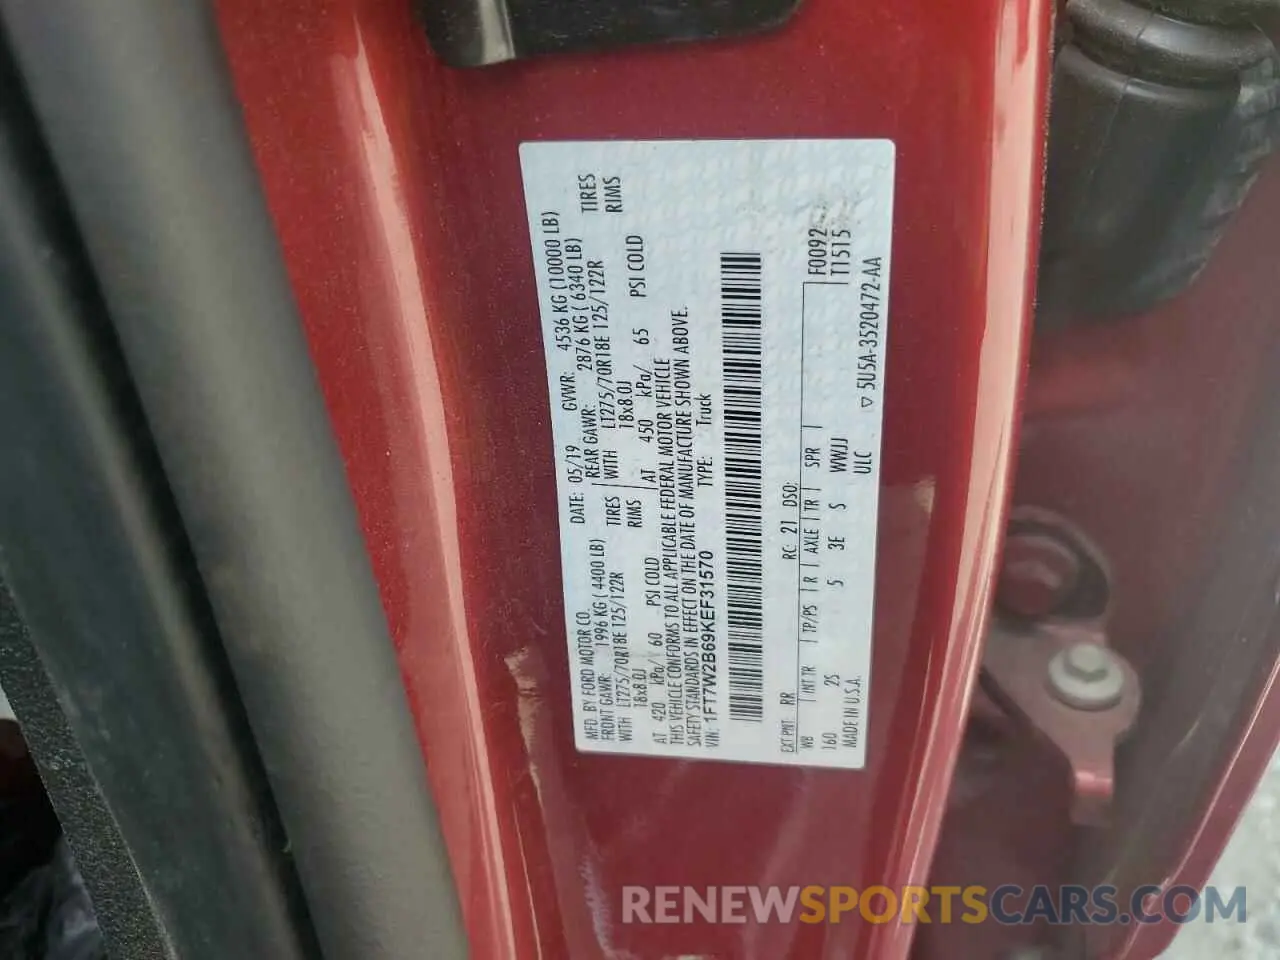 MFD. BY FORD MOTOR CO.
DATE: 05/19 GVWR: 4536 KG (10000 LB)
FRONT GAWR: 1996 KG ( 4400 LB) REAR GAWR: 2876 KG ( 6340 LB)
WITH LT275/70R18E 125/122R TIRES WITH LT275/70R18E 125/122R TIRES
18x8.0J RIMS 18x8.0J RIMS
AT 420 kPa/ 60 PSI COLD AT 450 kPa/ 65 PSI COLD
THIS VEHICLE CONFORMS TO ALL APPLICABLE FEDERAL MOTOR VEHICLE
SAFETY STANDARDS IN EFFECT ON THE DATE OF MANUFACTURE SHOWN ABOVE.
VIN: 1FT7W2B69KEF31570 TYPE: Truck
EXT PNT: RR RC: 21 DSO:
WB INT TR TP/PS R AXLE TR SPR F0092
160 2S 5 3E S WWJJ T1515
MADE IN U.S.A. ULC ▽ 5U5A-3520472-AA
RENEWSPORTSCARS.COM